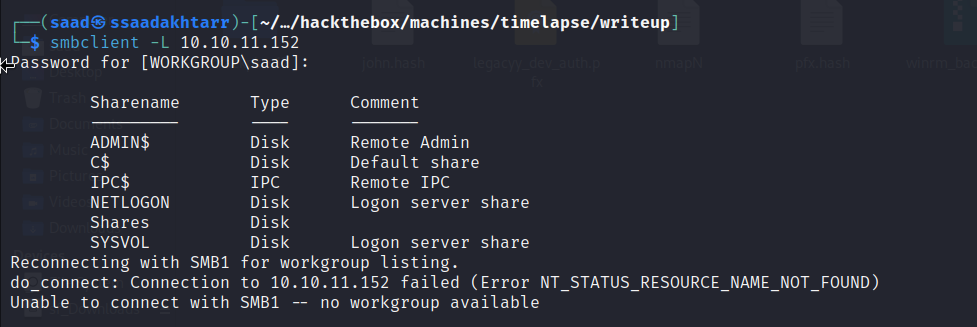 ┌──(saad㉿ssaadakhtarr)-[~/…/hackthebox/machines/timelapse/writeup]
└─$ smbclient -L 10.10.11.152
Password for [WORKGROUP\saad]:
Sharename Type Comment
--------- ---- -------
ADMIN$ Disk Remote Admin
C$ Disk Default share
IPC$ IPC Remote IPC
NETLOGON Disk Logon server share
Shares Disk
SYSVOL Disk Logon server share
Reconnecting with SMB1 for workgroup listing.
do_connect: Connection to 10.10.11.152 failed (Error NT_STATUS_RESOURCE_NAME_NOT_FOUND)
Unable to connect with SMB1 -- no workgroup available